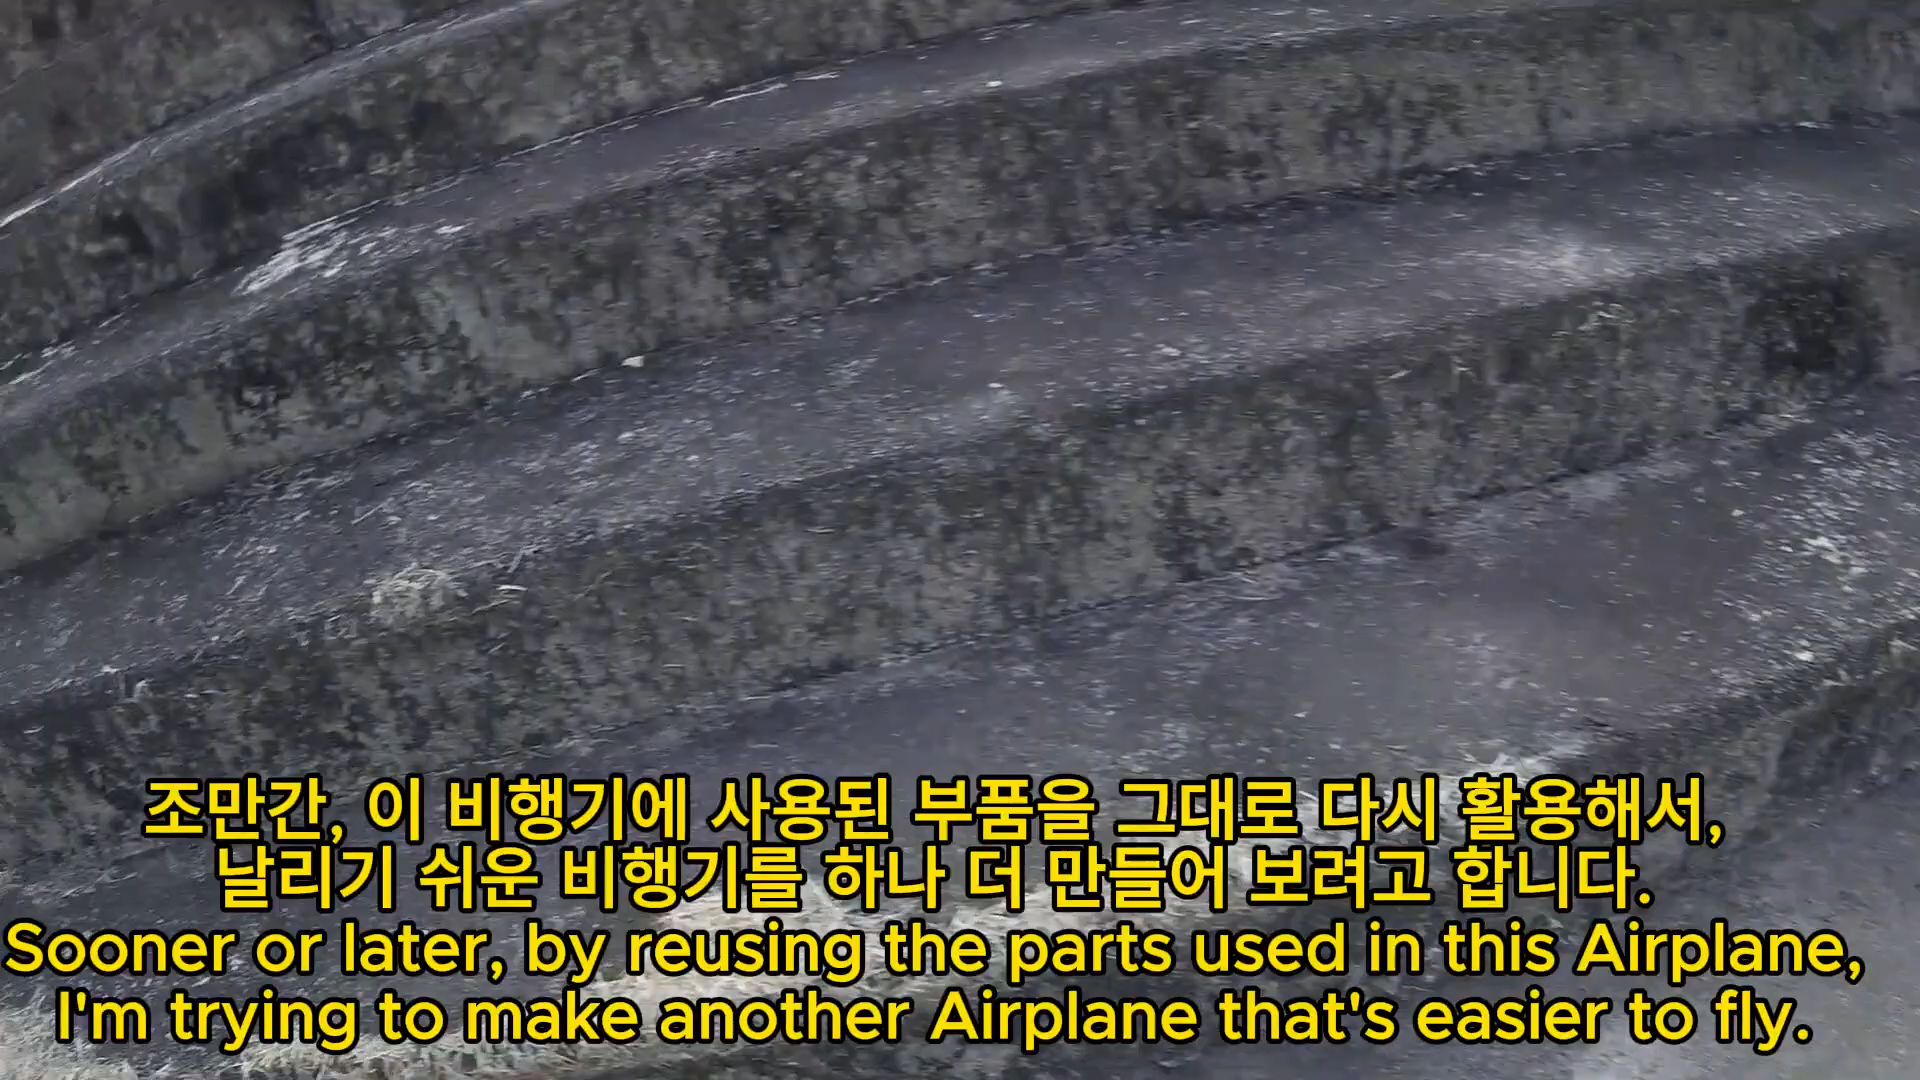 조만간, 이 비행기에 사용된 부품을 그대로 다시 활용해서,
날리기 쉬운 비행기를 하나 더 만들어 보려고 합니다.
Sooner or later, by reusing the parts used in this Airplane,
I'm trying to make another Airplane that's easier to fly.